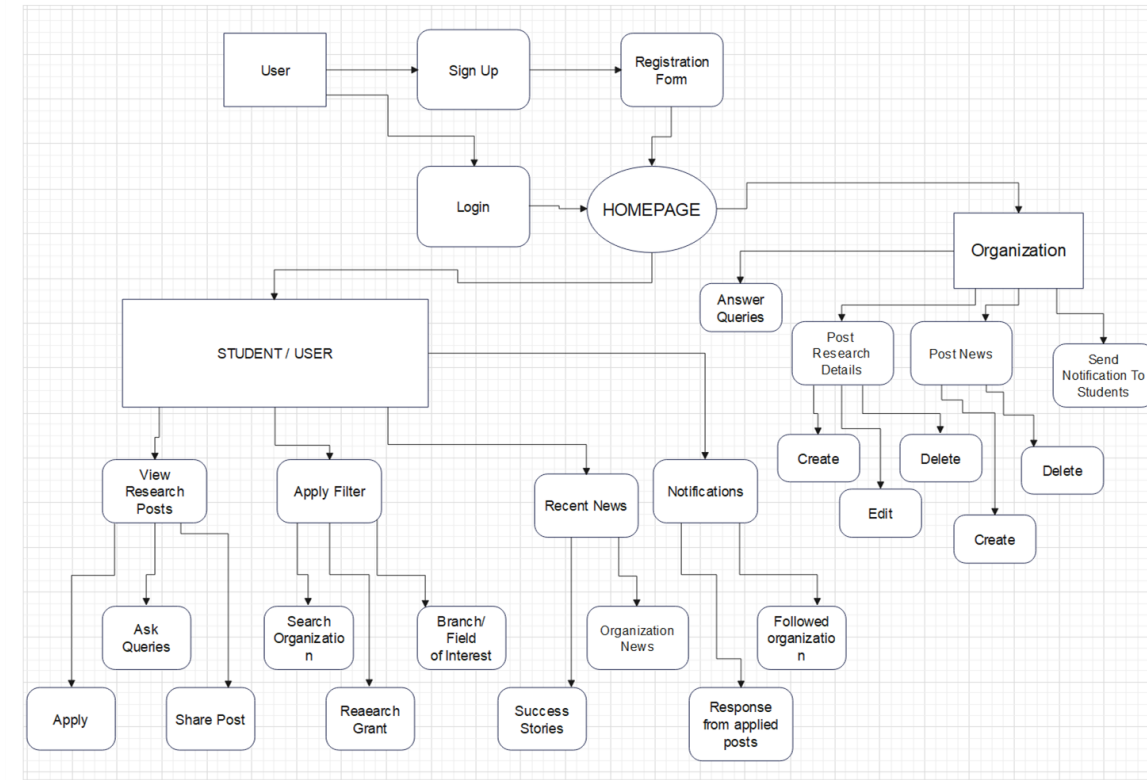 User
Sign Up
Registration
Form
Login
HOMEPAGE
Organization
Answer
Queries
Post
Research
Details
Post News
Send
Notification To
Students
STUDENT / USER
Create
Delete
Edit
Delete
Create
View
Research
Posts
Apply Filter
Recent News
Notifications
Ask
Queries
Search
Organizatio
n
Branch/
Field
of Interest
Organization
News
Followed
organizatio
n
Apply
Share Post
Reaearch
Grant
Success
Stories
Response
from applied
posts